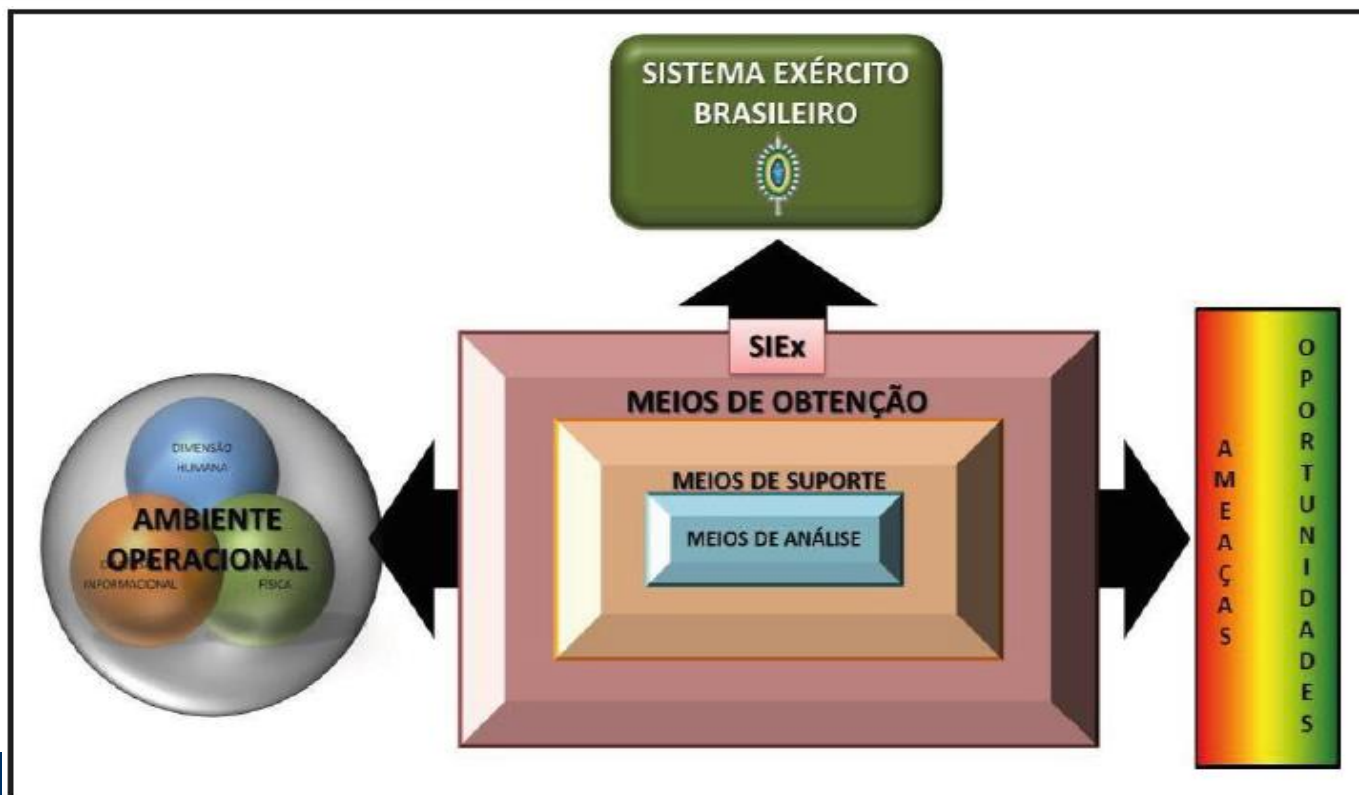 SISTEMA EXÉRCITO
BRASILEIRO
SIEx
MEIOS DE OBTENÇÃO
MEIOS DE SUPORTE
MEIOS DE ANÁLISE
DIMENSÃO
HUMANA
AMBIENTE
OPERACIONAL
INFORMACIONAL
FÍSICA
AMEAÇAS
OPORTUNIDADES